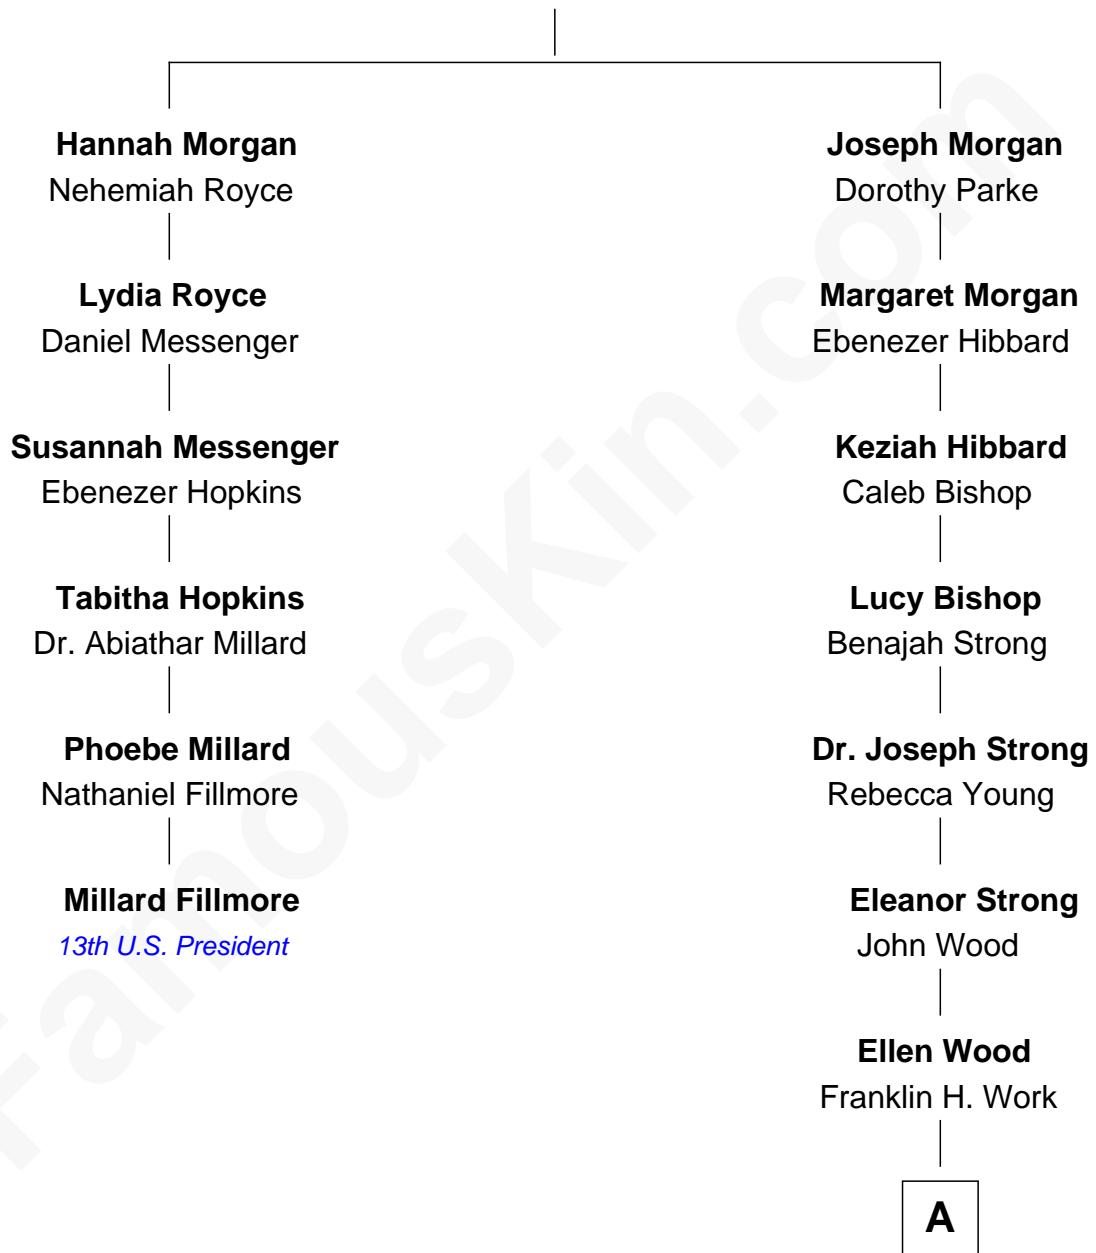 Hannah Morgan
Nehemiah Royce
Lydia Royce
Daniel Messenger
Susannah Messenger
Ebenezer Hopkins
Tabitha Hopkins
Dr. Abiathar Millard
Phoebe Millard
Nathaniel Fillmore
Millard Fillmore
13th U.S. President
Joseph Morgan
Dorothy Parke
Margaret Morgan
Ebenezer Hibbard
Keziah Hibbard
Caleb Bishop
Lucy Bishop
Benajah Strong
Dr. Joseph Strong
Rebecca Young
Eleanor Strong
John Wood
Ellen Wood
Franklin H. Work
A
FamousKin.com